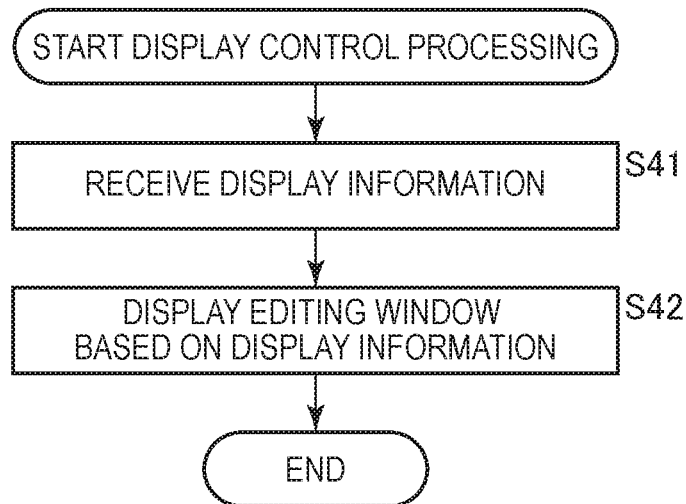 START DISPLAY CONTROL PROCESSING
RECEIVE DISPLAY INFORMATION
S41
DISPLAY EDITING WINDOW
BASED ON DISPLAY INFORMATION
S42
END